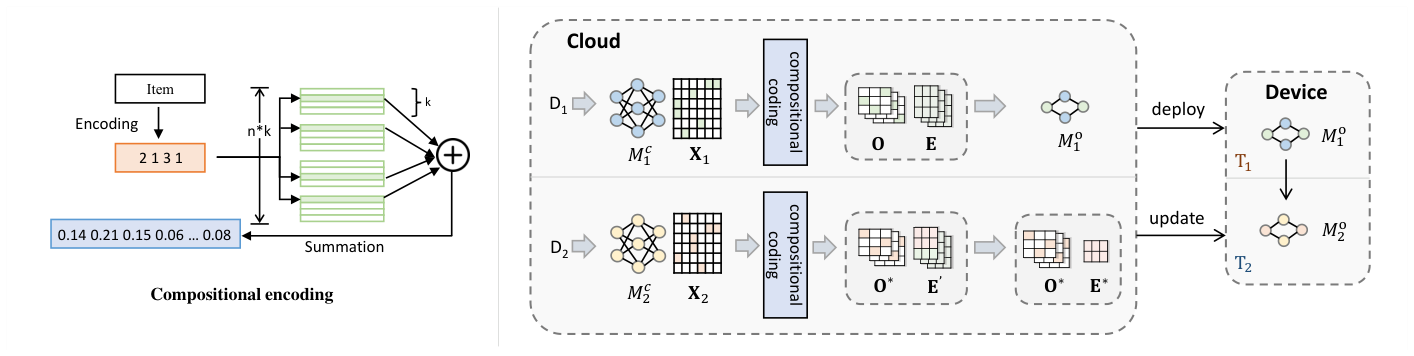 Item
Encoding
2 1 3 1
n*k
k
0.14 0.21 0.15 0.06 ... 0.08
Summation
Compositional encoding
Cloud
D₁
M₁ᶜ
X₁
compositional
coding
O
E
M₁ᵒ
deploy
D₂
M₂ᶜ
X₂
compositional
coding
O*
E′
O*
E*
update
Device
M₁ᵒ
T₁
M₂ᵒ
T₂